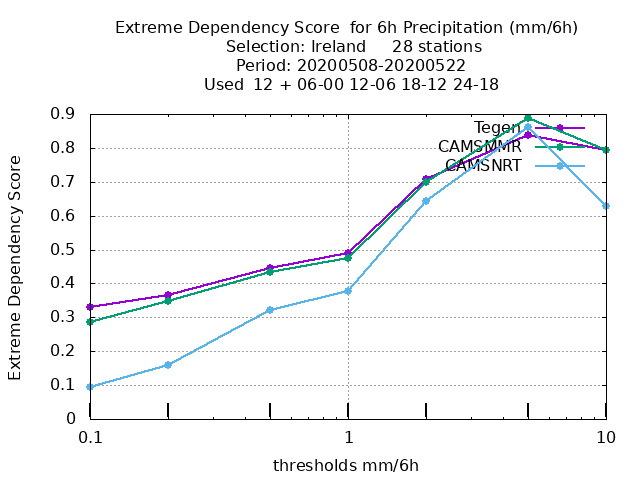 Extreme Dependency Score  for 6h Precipitation (mm/6h)
Selection: Ireland     28 stations
Period: 20200508-20200522
Used  12 + 06-00 12-06 18-12 24-18
Extreme Dependency Score
0.9
0.8
0.7
0.6
0.5
0.4
0.3
0.2
0.1
0
Tegen
CAMSMMR
CAMSNRT
0.1
1
10
thresholds mm/6h